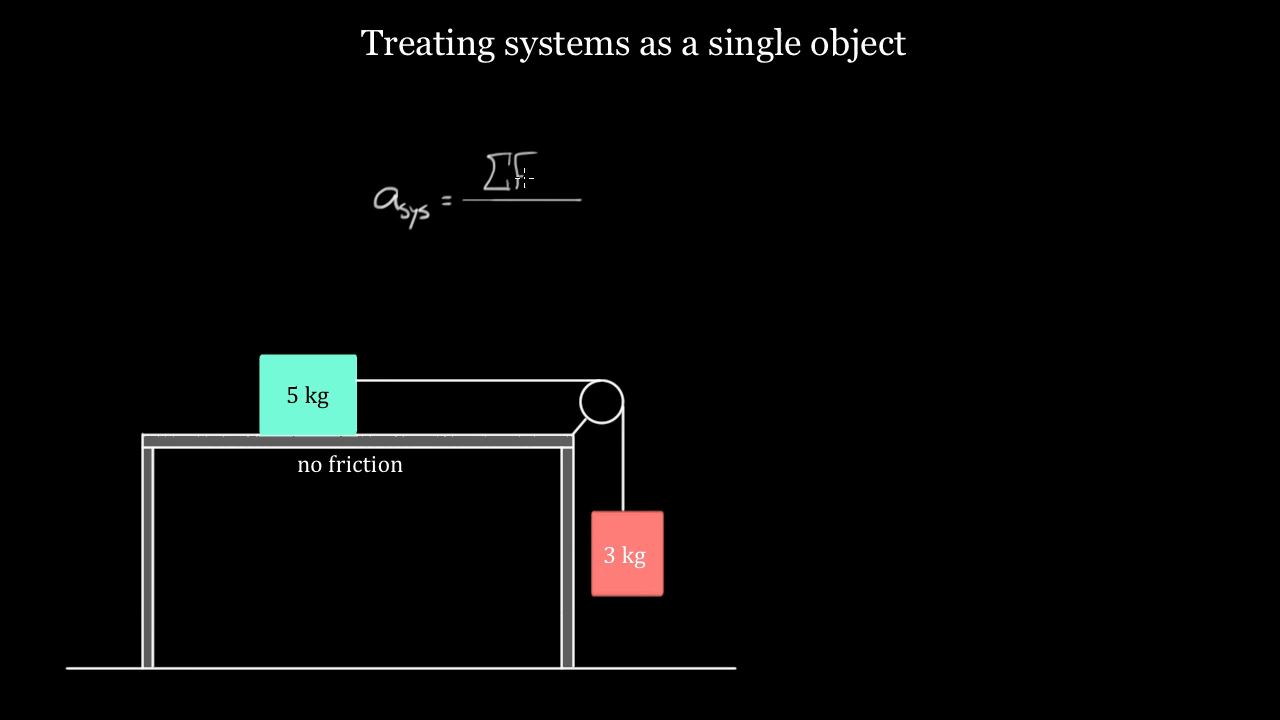 Treating systems as a single object
a_sys = ΣF
5 kg
no friction
3 kg